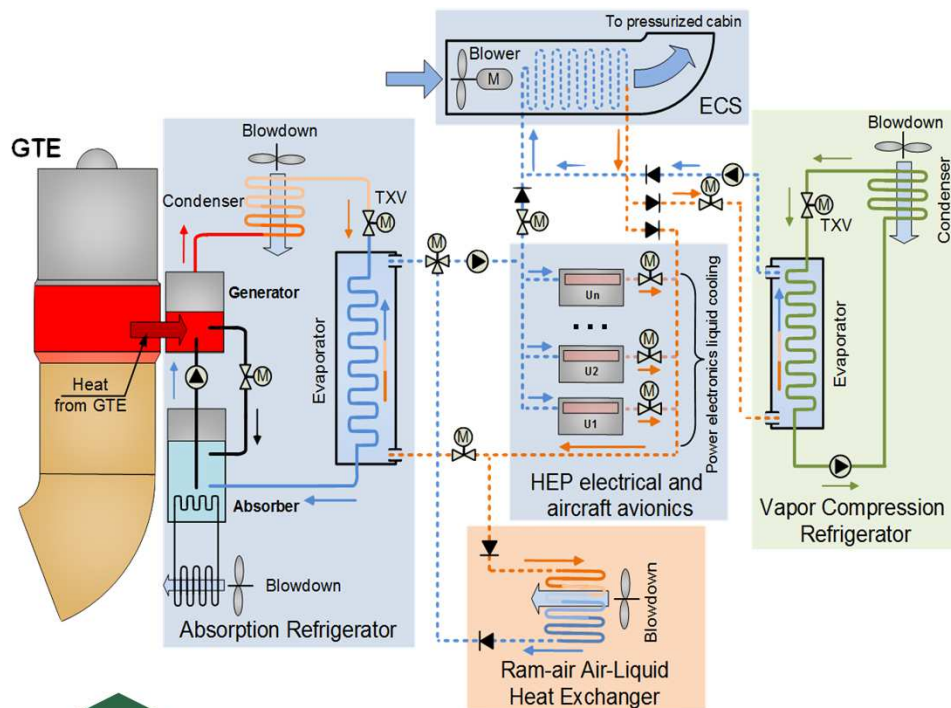 To pressurized cabin
Blower
M
ECS
GTE
Blowdown
Condenser
TXV
M
Generator
Heat
from GTE
M
Evaporator
Absorber
Blowdown
Absorption Refrigerator
M
M
M
M
Un
M
...
U2
M
U1
M
Power electronics liquid cooling
HEP electrical and
aircraft avionics
Blowdown
Condenser
TXV
M
Evaporator
Vapor Compression
Refrigerator
Blowdown
Ram-air Air-Liquid
Heat Exchanger